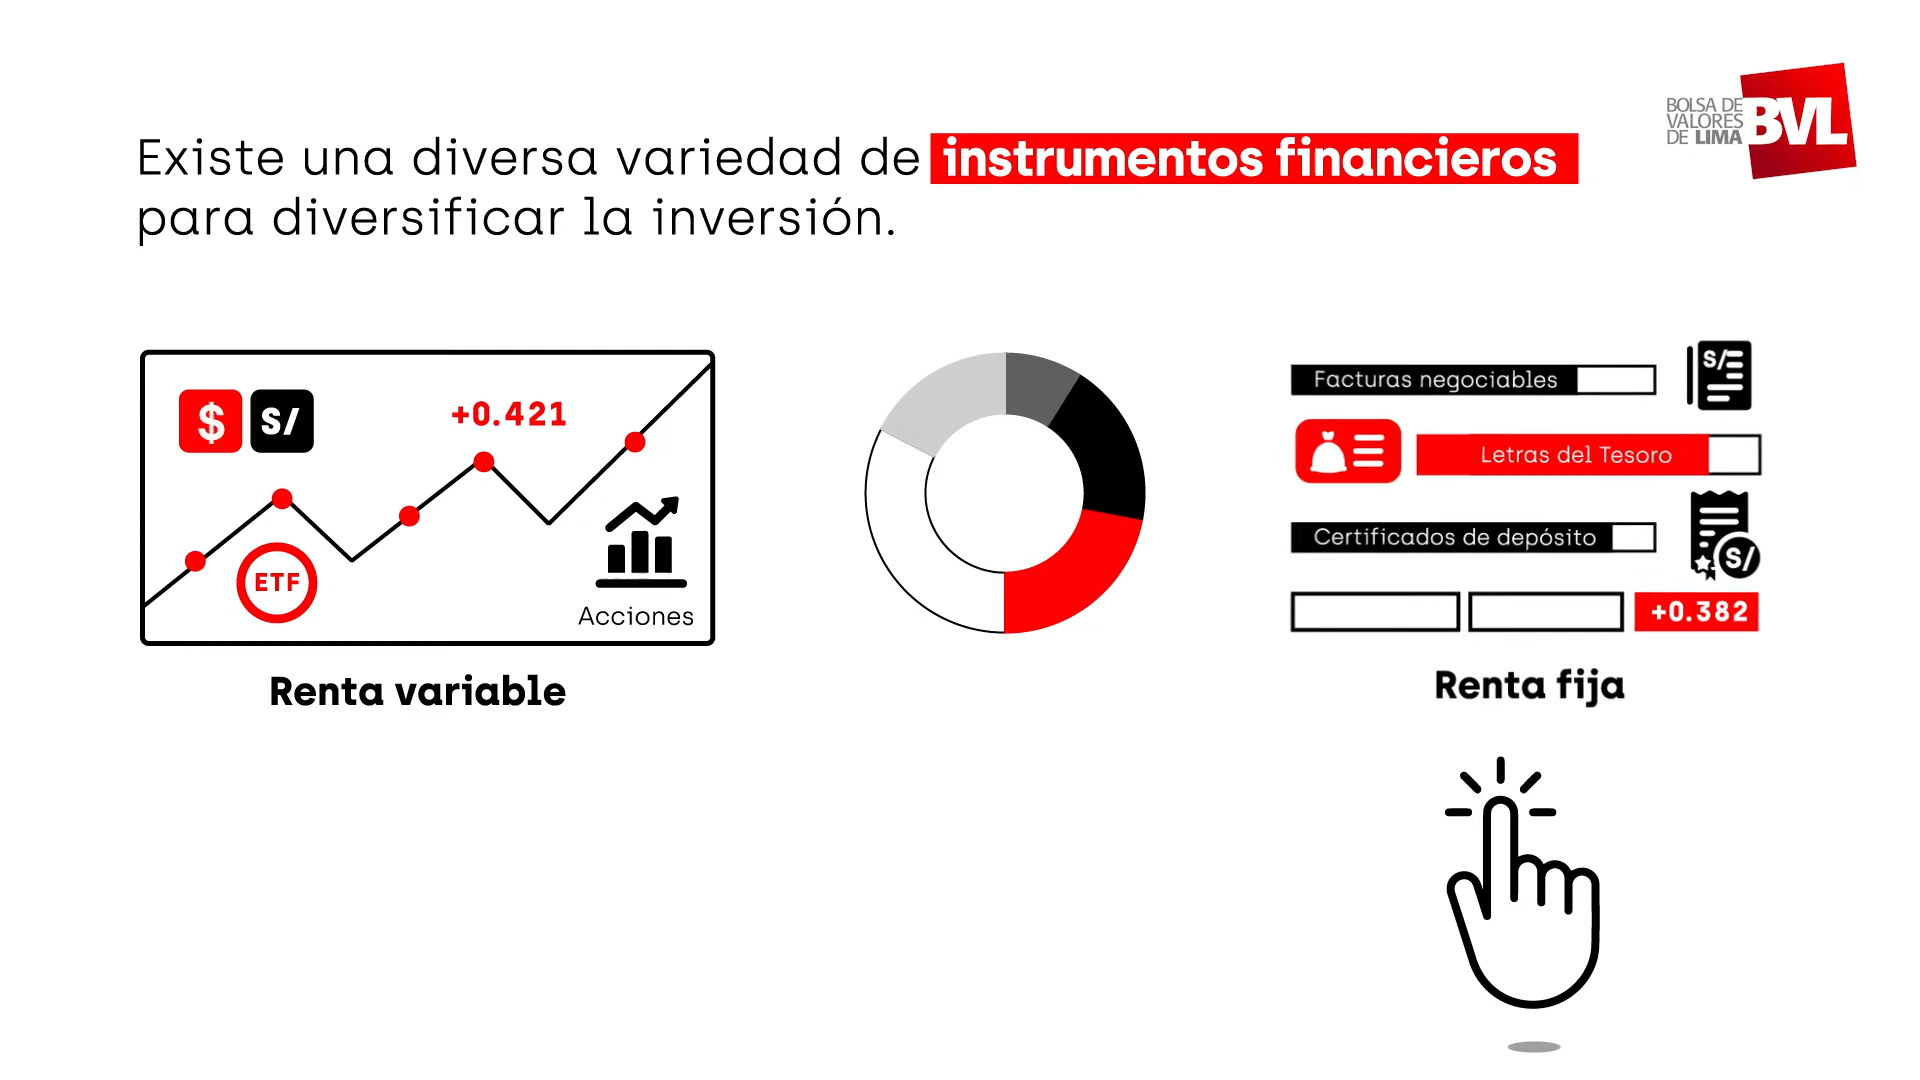 BOLSA DE
VALORES
DE LIMA
BVL
Existe una diversa variedad de instrumentos financieros
para diversificar la inversión.
$ S/
+0.421
ETF
Acciones
Renta variable
S/
Facturas negociables
Letras del Tesoro
Certificados de depósito
S/
+0.382
Renta fija